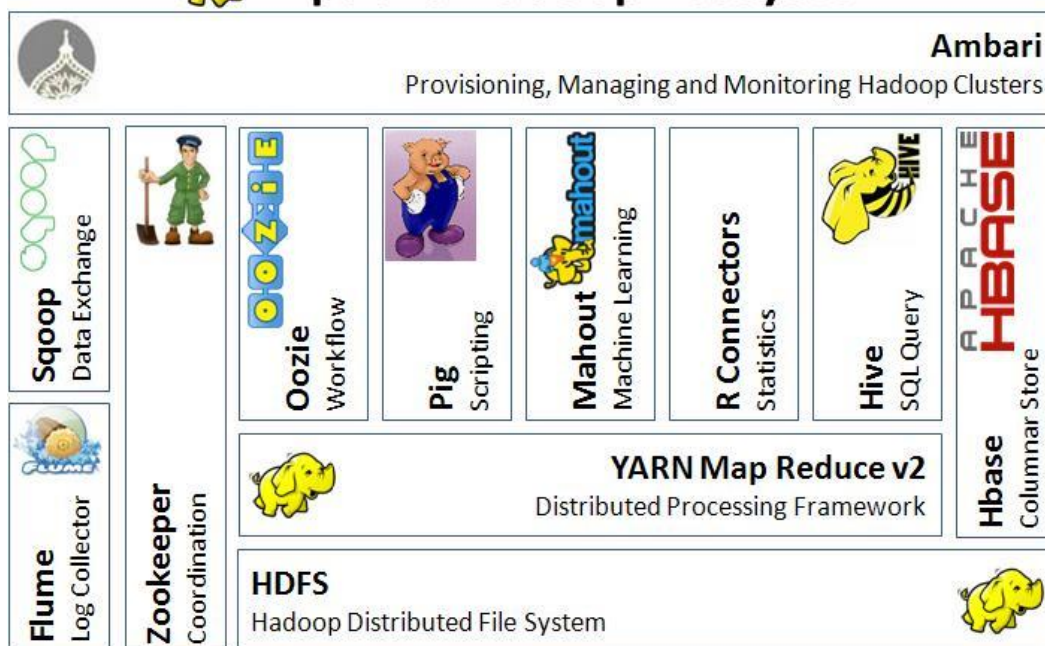 Ambari
Provisioning, Managing and Monitoring Hadoop Clusters
Sqoop
Data Exchange
Zookeeper
Coordination
OOZIE
Oozie
Workflow
Pig
Scripting
mahout
Mahout
Machine Learning
R Connectors
Statistics
HIVE
Hive
SQL Query
APACHE
HBASE
Hbase
Columnar Store
FLUME
Flume
Log Collector
YARN Map Reduce v2
Distributed Processing Framework
HDFS
Hadoop Distributed File System